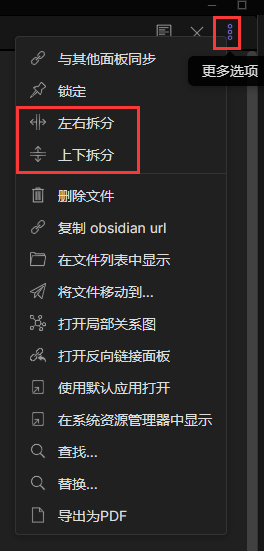 更多选项
与其他面板同步
锁定
左右拆分
上下拆分
删除文件
复制 obsidian url
在文件列表中显示
将文件移动到...
打开局部关系图
打开反向链接面板
使用默认应用打开
在系统资源管理器中显示
查找...
替换...
导出为PDF